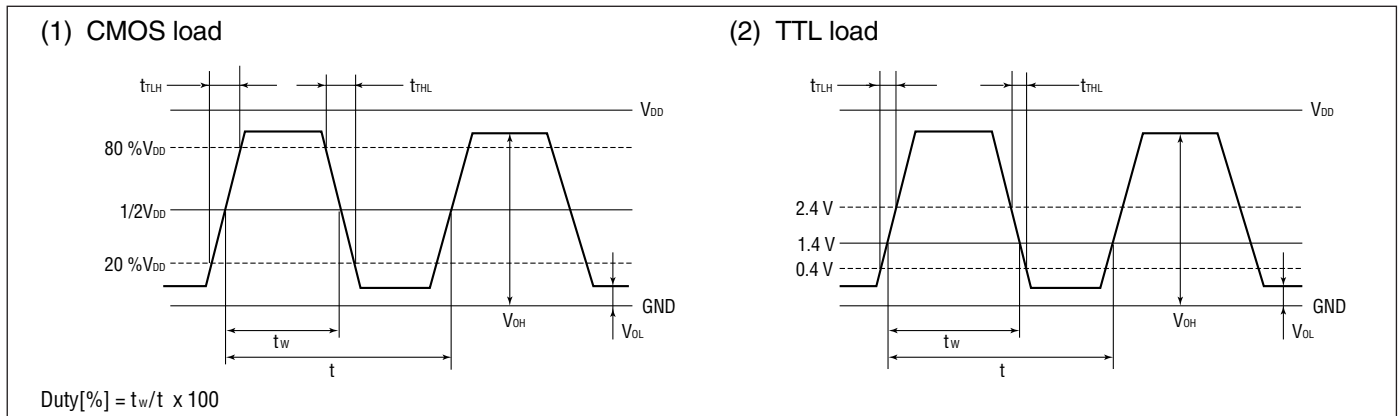 (1) CMOS load
tTLH
tTHL
VDD
80 %VDD
1/2VDD
20 %VDD
GND
VOH
VOL
tw
t
Duty[%] = tw/t x 100
(2) TTL load
tTLH
tTHL
VDD
2.4 V
1.4 V
0.4 V
GND
VOH
VOL
tw
t